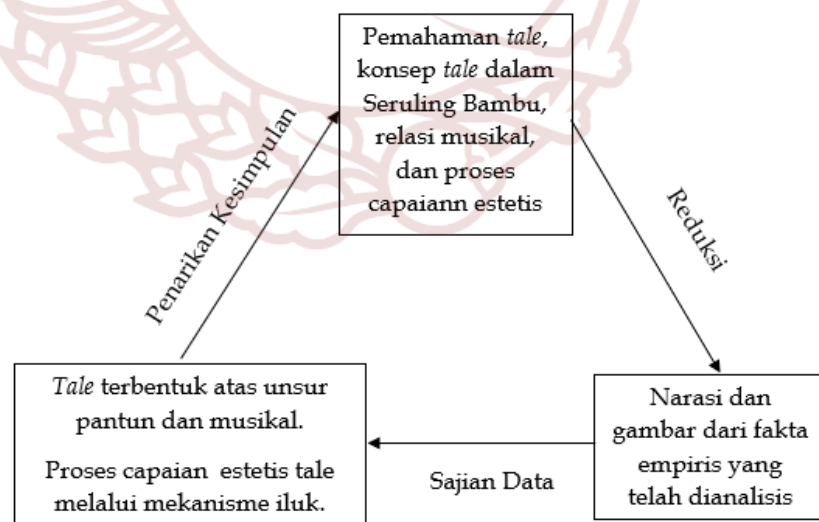 Pemahaman tale,
konsep tale dalam
Seruling Bambu,
relasi musikal,
dan proses
capaiann estetis
Penarikan Kesimpulan
Reduksi
Tale terbentuk atas unsur
pantun dan musikal.
Proses capaian estetis tale
melalui mekanisme iluk.
Sajian Data
Narasi dan
gambar dari fakta
empiris yang
telah dianalisis